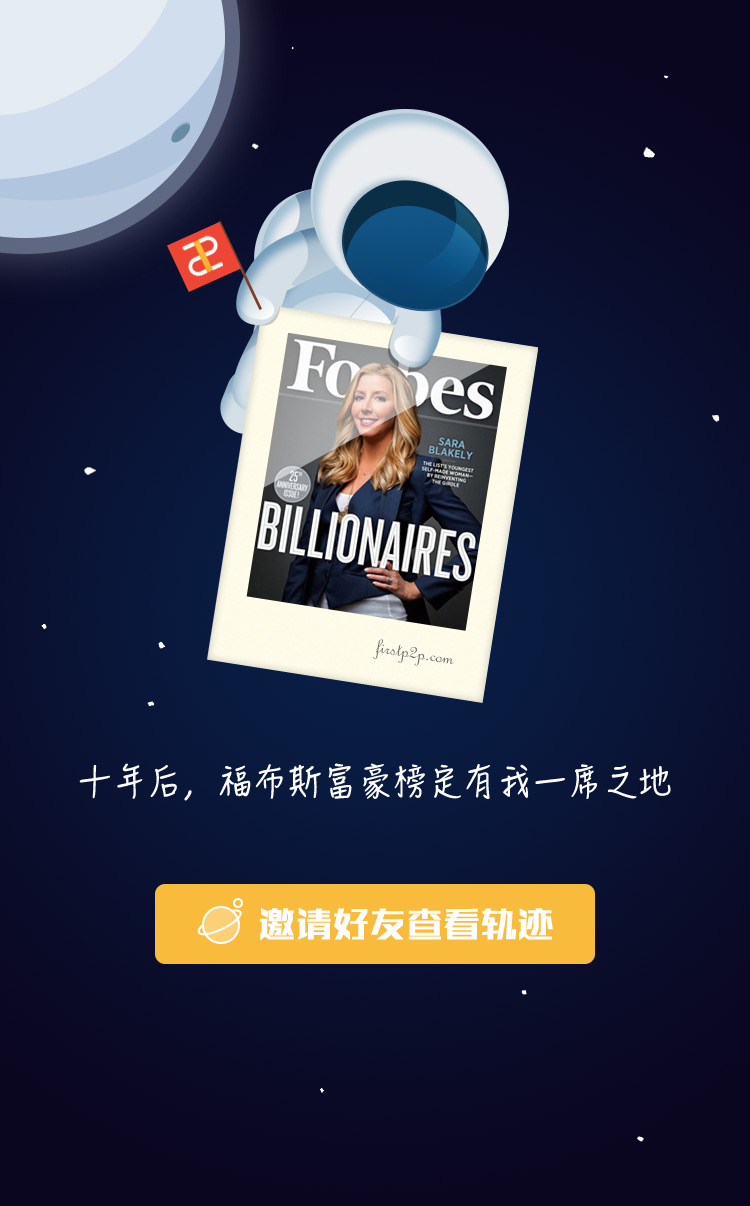 Forbes
SARA
BLAKELY
THE LIST'S YOUNGEST
SELF-MADE WOMAN—
BY REINVENTING
THE GIRDLE
25TH
ANNIVERSARY
ISSUE!
BILLIONAIRES
firstp2p.com
十年后，福布斯富豪榜定有我一席之地
邀请好友查看轨迹